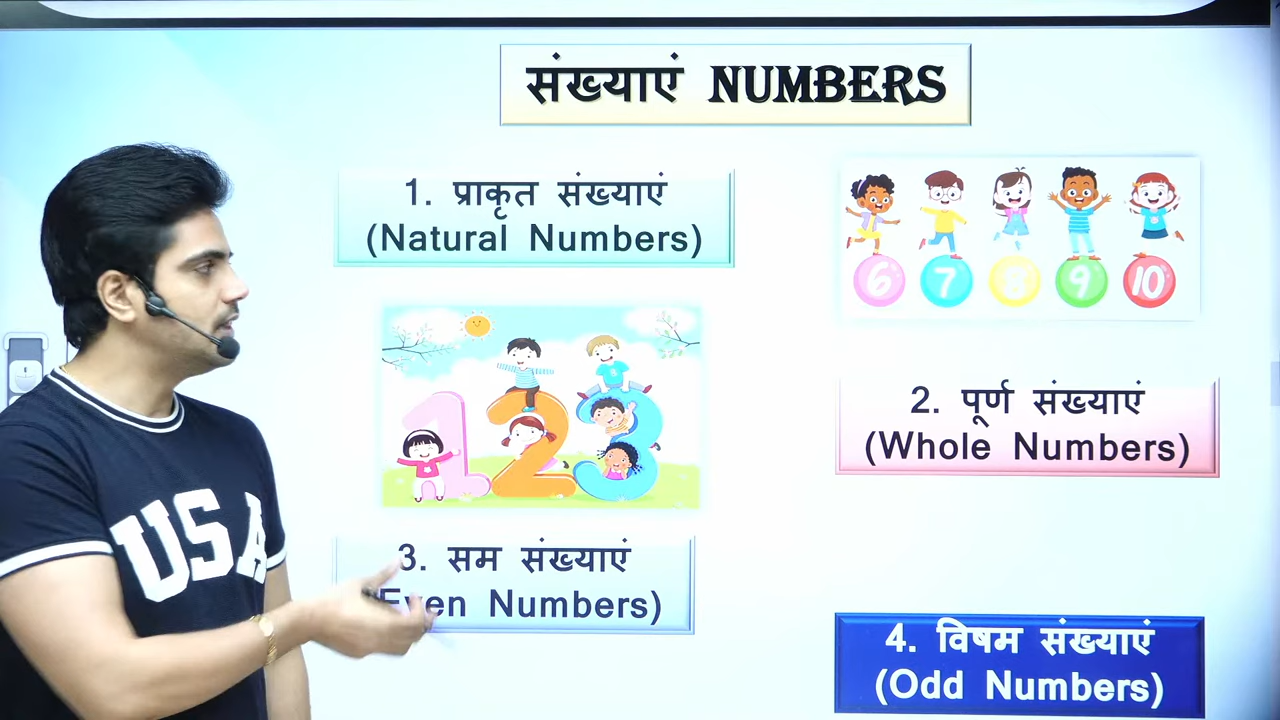 संख्याएं NUMBERS
1. प्राकृत संख्याएं
(Natural Numbers)
6 7 8 9 10
2. पूर्ण संख्याएं
(Whole Numbers)
1 2 3
3. सम संख्याएं
(Even Numbers)
4. विषम संख्याएं
(Odd Numbers)
USA